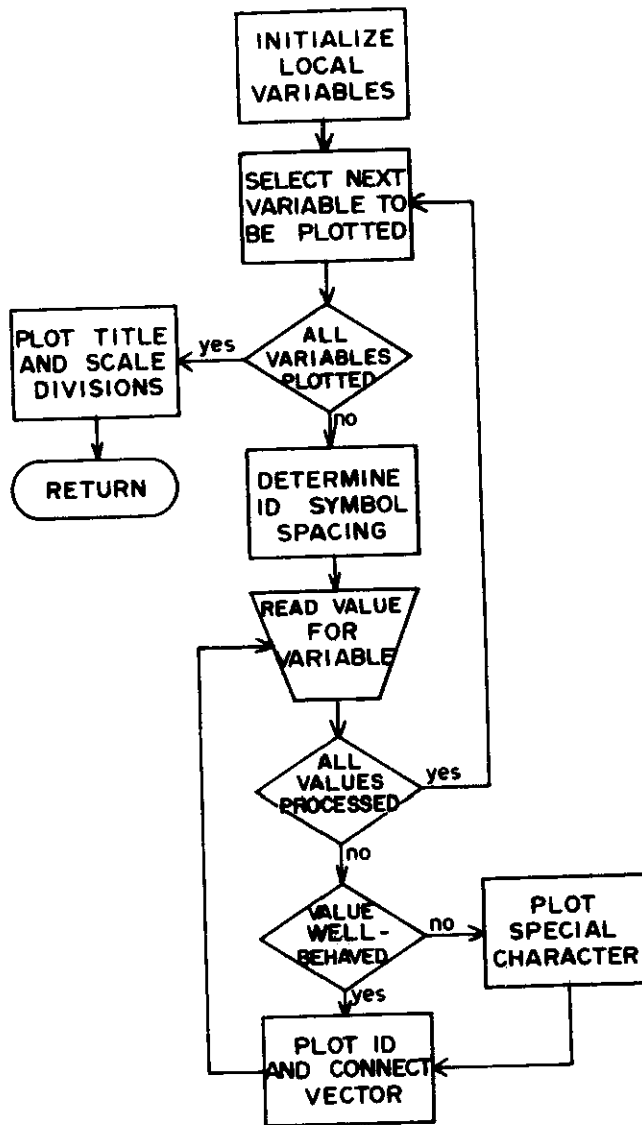 INITIALIZE
LOCAL
VARIABLES
SELECT NEXT
VARIABLE TO
BE PLOTTED
ALL
VARIABLES
PLOTTED
yes
PLOT TITLE
AND SCALE
DIVISIONS
RETURN
no
DETERMINE
ID SYMBOL
SPACING
READ VALUE
FOR
VARIABLE
ALL
VALUES
PROCESSED
yes
no
VALUE
WELL-
BEHAVED
no
PLOT
SPECIAL
CHARACTER
yes
PLOT ID
AND CONNECT
VECTOR